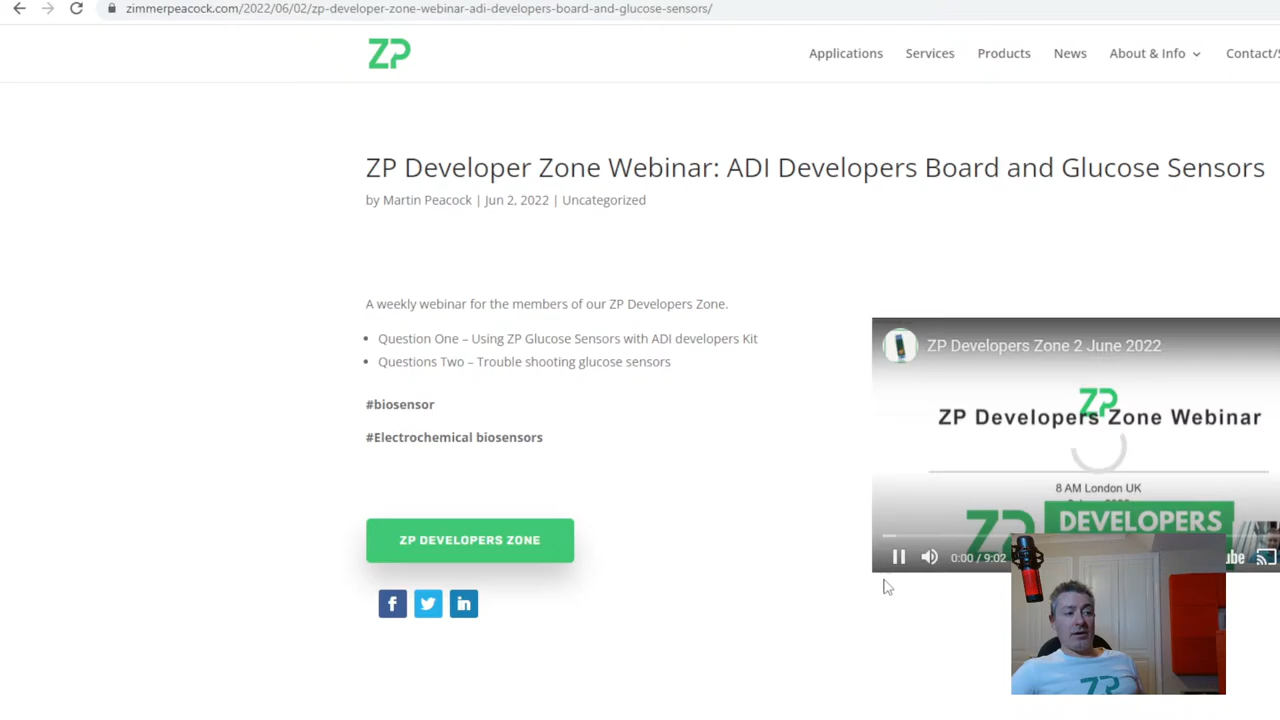 zimmerpeacock.com/2022/06/02/zp-developer-zone-webinar-adi-developers-board-and-glucose-sensors/
ZP
Applications Services Products News About & Info Contact/S
ZP Developer Zone Webinar: ADI Developers Board and Glucose Sensors
by Martin Peacock | Jun 2, 2022 | Uncategorized
A weekly webinar for the members of our ZP Developers Zone.
• Question One – Using ZP Glucose Sensors with ADI developers Kit
• Questions Two – Trouble shooting glucose sensors
#biosensor
#Electrochemical biosensors
ZP DEVELOPERS ZONE
ZP Developers Zone 2 June 2022
ZP
ZP Developers Zone Webinar
8 AM London UK
ZP DEVELOPERS
0:00 / 9:02
ZP